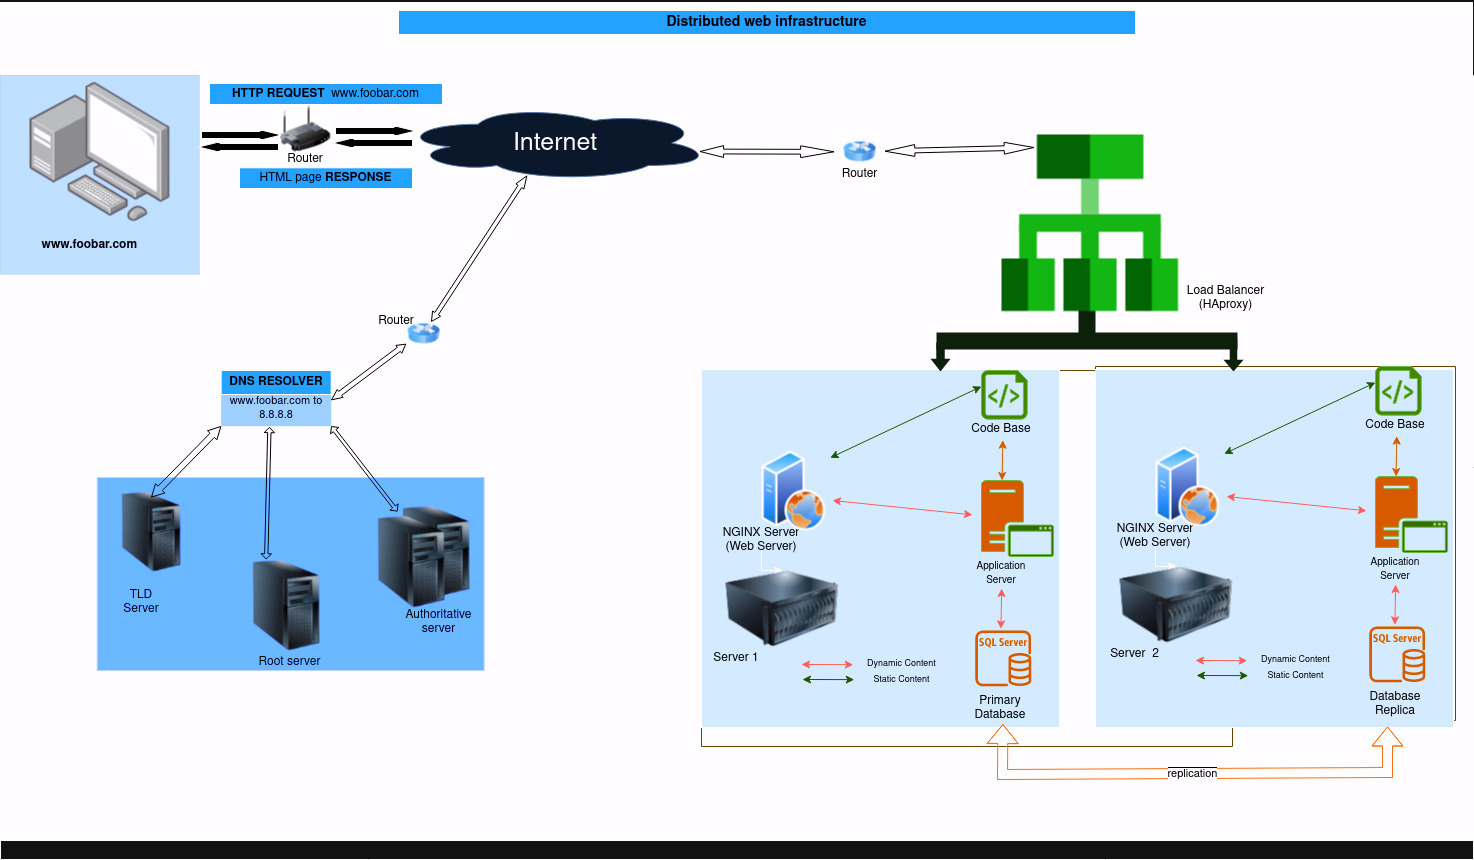 Distributed web infrastructure
HTTP REQUEST www.foobar.com
Router
HTML page RESPONSE
www.foobar.com
Internet
Router
Load Balancer
(HAproxy)
Router
DNS RESOLVER
www.foobar.com to
8.8.8.8
TLD
Server
Root server
Authoritative
server
Code Base
NGINX Server
(Web Server)
Application
Server
Server 1
SQL Server
Dynamic Content
Static Content
Primary
Database
Code Base
NGINX Server
(Web Server)
Application
Server
Server 2
SQL Server
Dynamic Content
Static Content
Database
Replica
replication